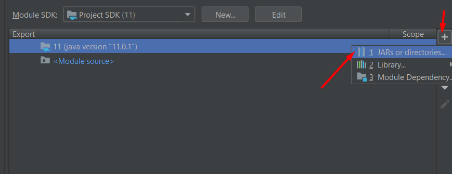 Module SDK: Project SDK (11) New... Edit
Export Scope
11 (java version "11.0.1")
1 JARs or directories...
<Module source>
2 Library...
3 Module Dependency...